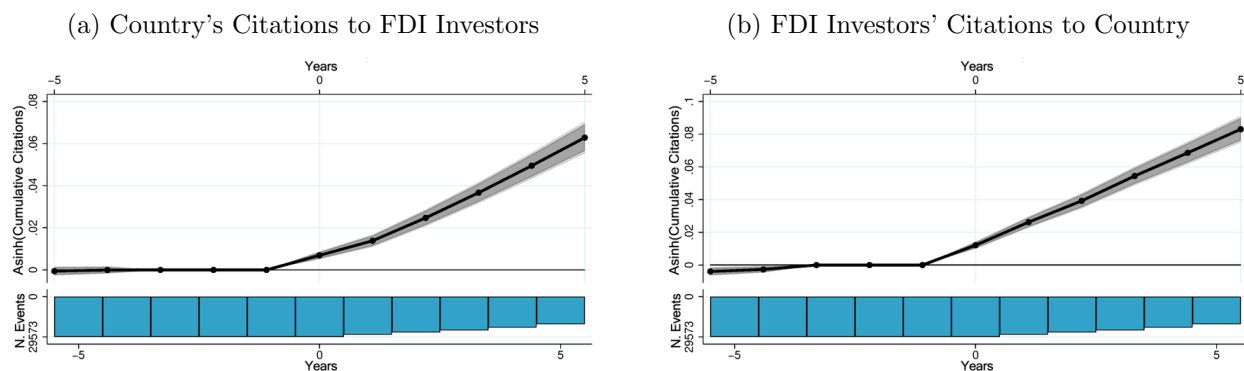 (a) Country's Citations to FDI Investors
Years
-5 0 5
Asinh(Cumulative Citations)
.08
.06
.04
.02
0
N. Events
0
29573
-5 0 5
Years
(b) FDI Investors' Citations to Country
Years
-5 0 5
Asinh(Cumulative Citations)
.1
.08
.06
.04
.02
0
N. Events
0
29573
-5 0 5
Years